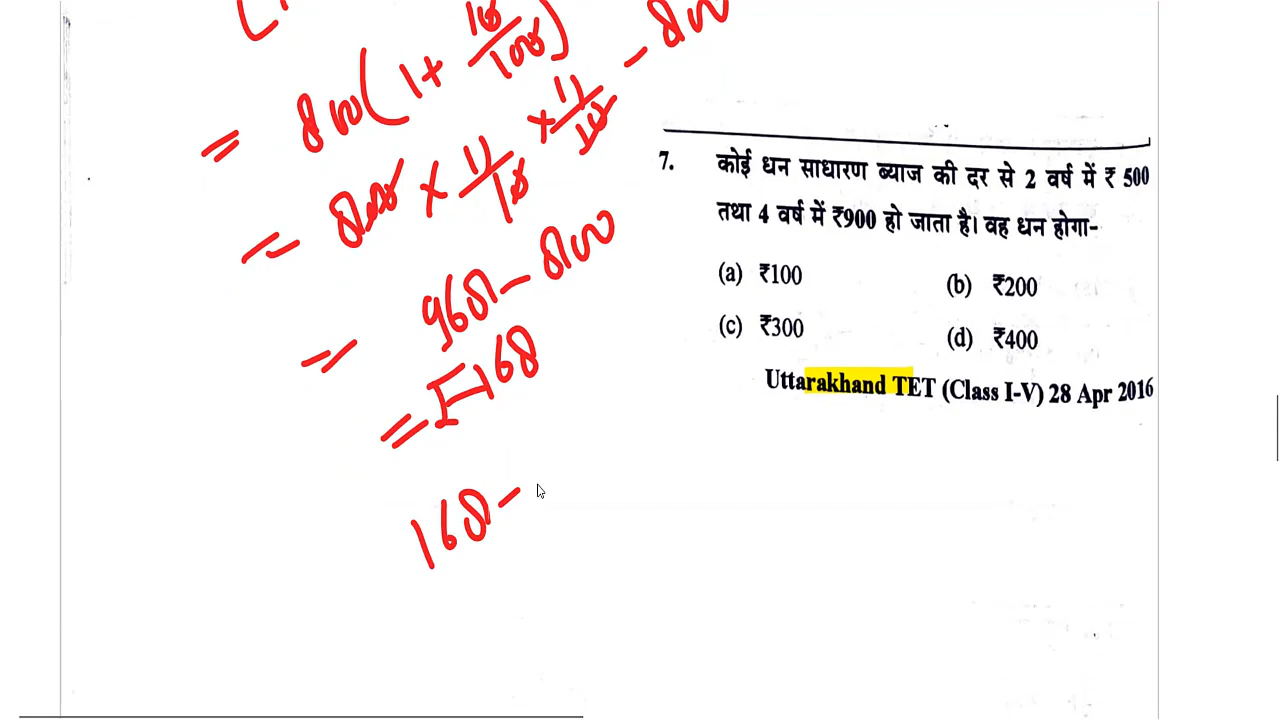 = 800(1+ 10/100) - 800
= 800 × 11/10 × 11/10
= 968 - 800
= 168
168 -
7. कोई धन साधारण ब्याज की दर से 2 वर्ष में ₹ 500
तथा 4 वर्ष में ₹900 हो जाता है। वह धन होगा-
(a) ₹100 (b) ₹200
(c) ₹300 (d) ₹400
Uttarakhand TET (Class I-V) 28 Apr 2016